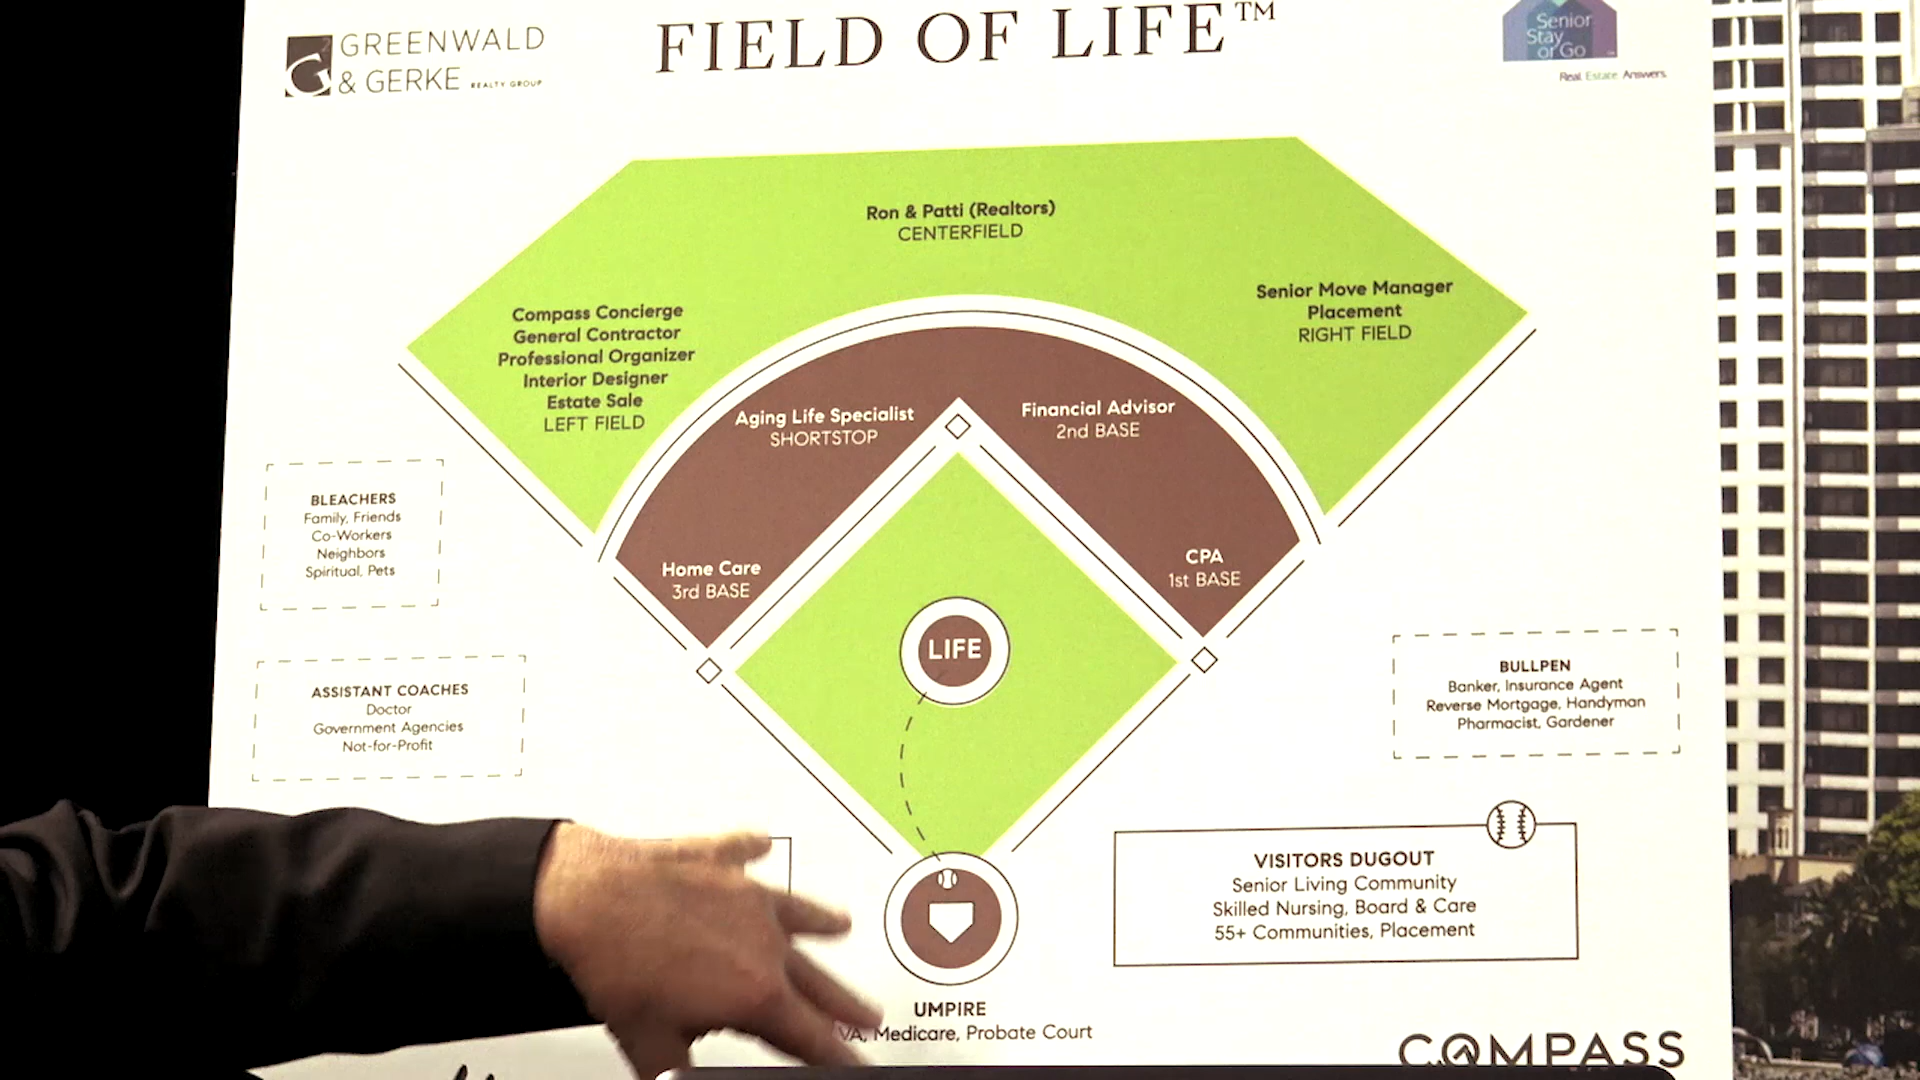 GREENWALD
& GERKE REALTY GROUP
FIELD OF LIFE™
Senior
Stay
or Go
Real Estate Answers
Ron & Patti (Realtors)
CENTERFIELD
Senior Move Manager
Placement
RIGHT FIELD
Compass Concierge
General Contractor
Professional Organizer
Interior Designer
Estate Sale
LEFT FIELD
Aging Life Specialist
SHORTSTOP
Financial Advisor
2nd BASE
BLEACHERS
Family, Friends
Co-Workers
Neighbors
Spiritual, Pets
Home Care
3rd BASE
CPA
1st BASE
LIFE
ASSISTANT COACHES
Doctor
Government Agencies
Not-for-Profit
BULLPEN
Banker, Insurance Agent
Reverse Mortgage, Handyman
Pharmacist, Gardener
VISITORS DUGOUT
Senior Living Community
Skilled Nursing, Board & Care
55+ Communities, Placement
UMPIRE
VA, Medicare, Probate Court
COMPASS